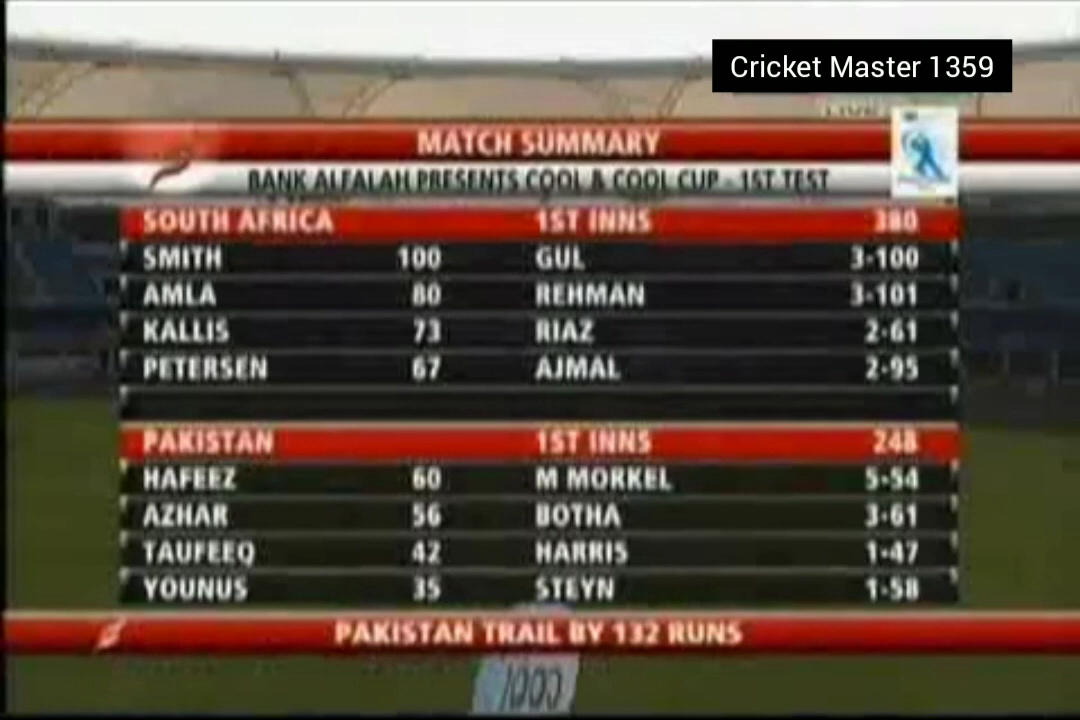 Cricket Master 1359
LIVE
MATCH SUMMARY
BANK ALFALAH PRESENTS COOL & COOL CUP - 1ST TEST
SOUTH AFRICA 1ST INNS 380
SMITH 100 GUL 3-100
AMLA 80 REHMAN 3-101
KALLIS 73 RIAZ 2-61
PETERSEN 67 AJMAL 2-95
PAKISTAN 1ST INNS 248
HAFEEZ 60 M MORKEL 5-54
AZHAR 56 BOTHA 3-61
TAUFEEQ 42 HARRIS 1-47
YOUNUS 35 STEYN 1-58
PAKISTAN TRAIL BY 132 RUNS